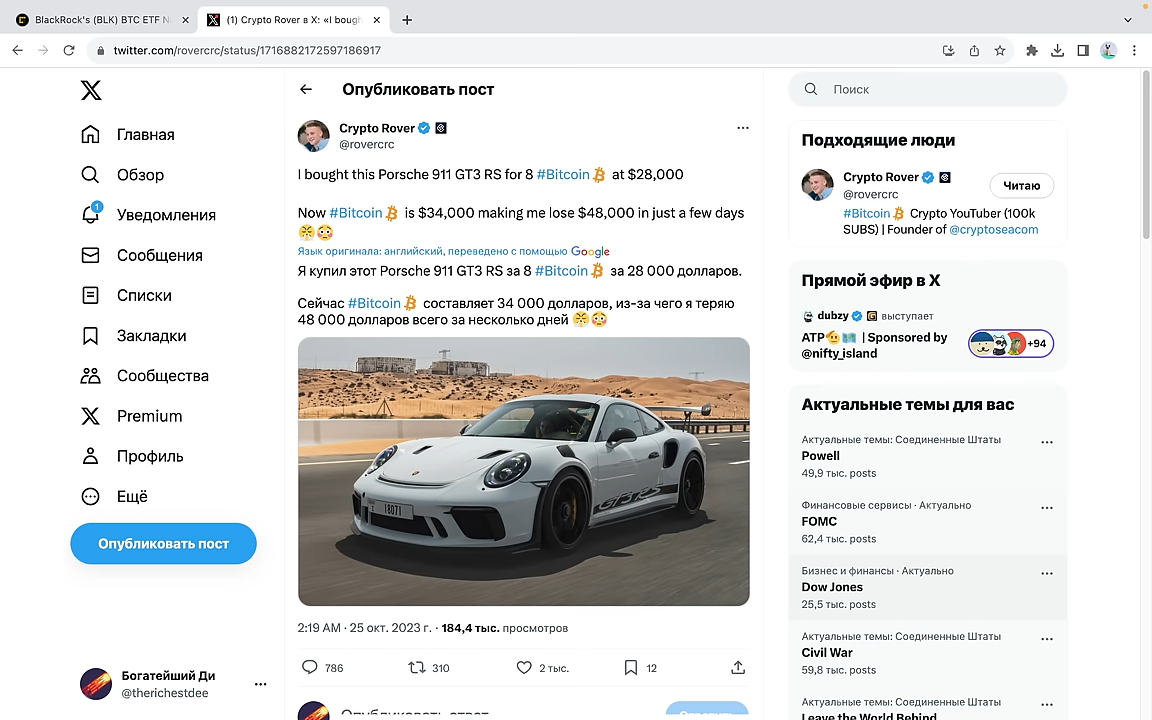 BlackRock's (BLK) BTC ETF N
(1) Crypto Rover в X: «I bough
twitter.com/rovercrc/status/1716882172597186917
Главная
Обзор
1
Уведомления
Сообщения
Списки
Закладки
Сообщества
Premium
Профиль
Ещё
Опубликовать пост
Богатейший Ди
@therichestdee
Опубликовать пост
Crypto Rover
@rovercrc
I bought this Porsche 911 GT3 RS for 8 #Bitcoin at $28,000
Now #Bitcoin is $34,000 making me lose $48,000 in just a few days
😤😳
Язык оригинала: английский, переведено с помощью Google
Я купил этот Porsche 911 GT3 RS за 8 #Bitcoin за 28 000 долларов.
Сейчас #Bitcoin составляет 34 000 долларов, из-за чего я теряю
48 000 долларов всего за несколько дней 😤😳
18071
GT3 RS
2:19 AM · 25 окт. 2023 г. · 184,4 тыс. просмотров
786 310 2 тыс. 12
Опубликовать ответ
Ответить
Поиск
Подходящие люди
Crypto Rover
@rovercrc
Читаю
#Bitcoin Crypto YouTuber (100k
SUBS) | Founder of @cryptoseacom
Прямой эфир в X
dubzy выступает
ATP🫡🗺️ | Sponsored by
@nifty_island
+94
Актуальные темы для вас
Актуальные темы: Соединенные Штаты
Powell
49,9 тыс. posts
Финансовые сервисы · Актуально
FOMC
62,4 тыс. posts
Бизнес и финансы · Актуально
Dow Jones
25,5 тыс. posts
Актуальные темы: Соединенные Штаты
Civil War
59,8 тыс. posts
Актуальные темы: Соединенные Штаты
Leave the World Behind